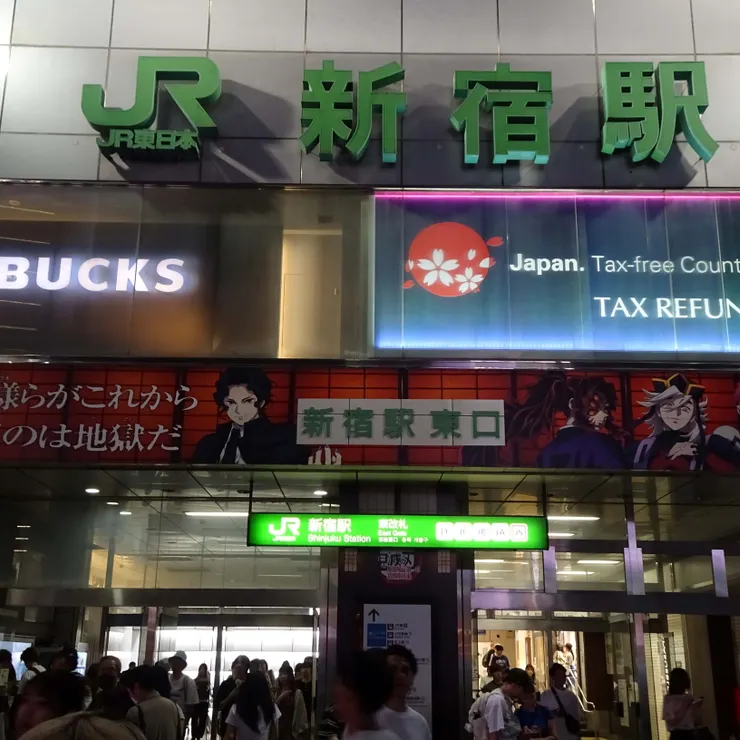 JR 新宿駅
JR東日本
BUCKS
Japan. Tax-free
TAX
様らがこれから
のは地獄だ
新宿駅 東口
JR 新宿駅
Shinjuku Station
東改札
East Gate